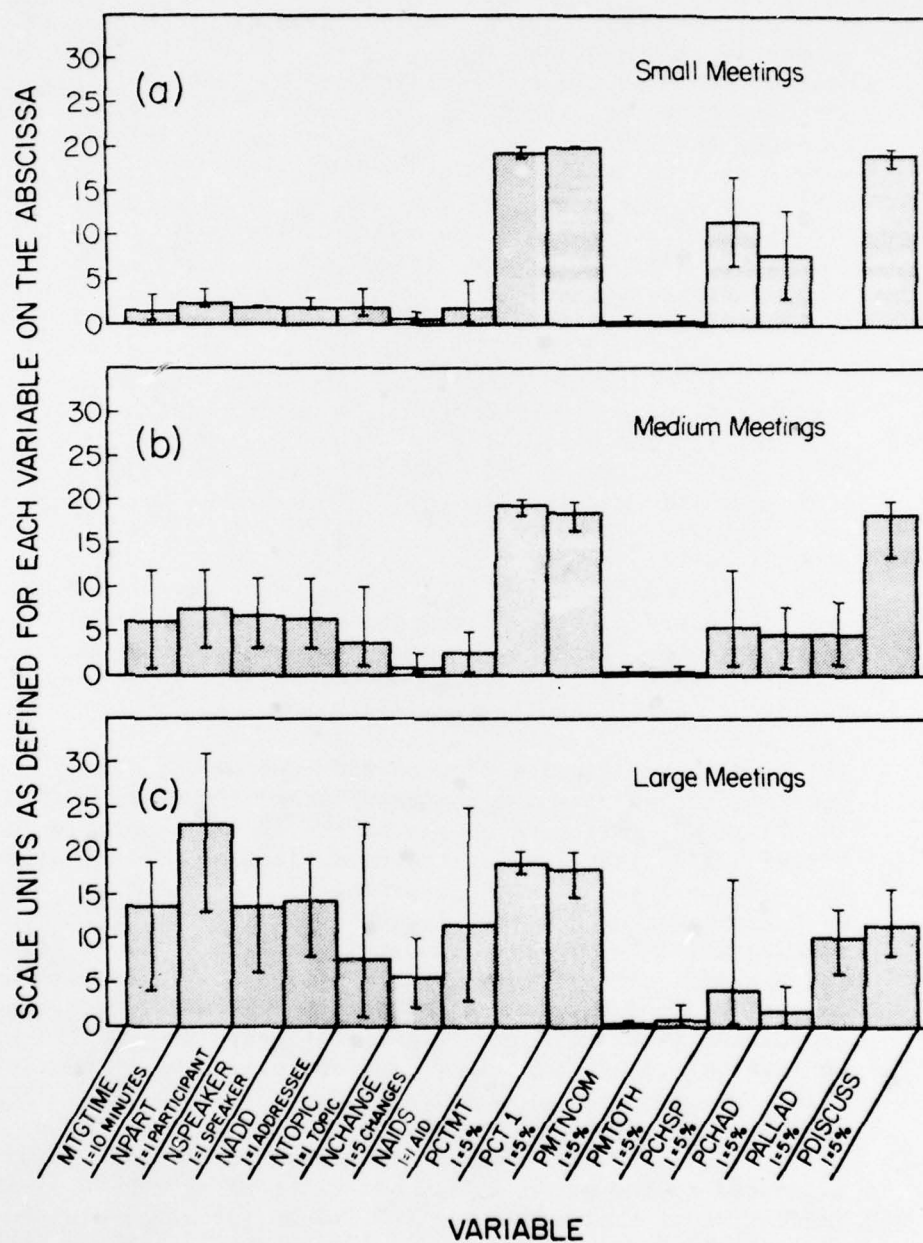 SCALE UNITS AS DEFINED FOR EACH VARIABLE ON THE ABSCISSA
(a)
Small Meetings
30
25
20
15
10
5
0
(b)
Medium Meetings
30
25
20
15
10
5
0
(c)
Large Meetings
30
25
20
15
10
5
0
MTGTIME
1=10 MINUTES
NPART
1=1 PARTICIPANT
NSPEAKER
1=1 SPEAKER
NADD
1=1 ADDRESSEE
NTOPIC
1=1 TOPIC
NCHANGE
1=5 CHANGES
NAIDS
1=1 AID
PCTMT
1=5%
PCT 1
1=5%
PMTNCOM
1=5%
PMTOTH
1=5%
PCHSP
1=5%
PCHAD
1=5%
PALLAD
1=5%
PDISCUSS
1=5%
VARIABLE